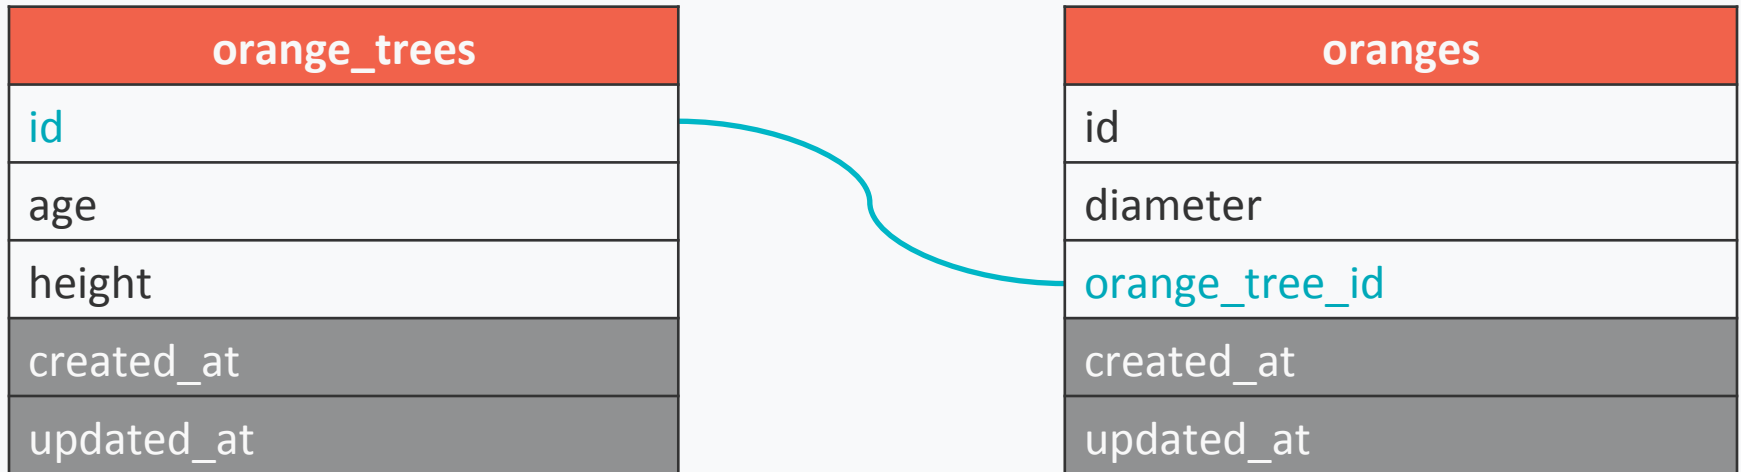 orange_trees
id
age
height
created_at
updated_at
oranges
id
diameter
orange_tree_id
created_at
updated_at